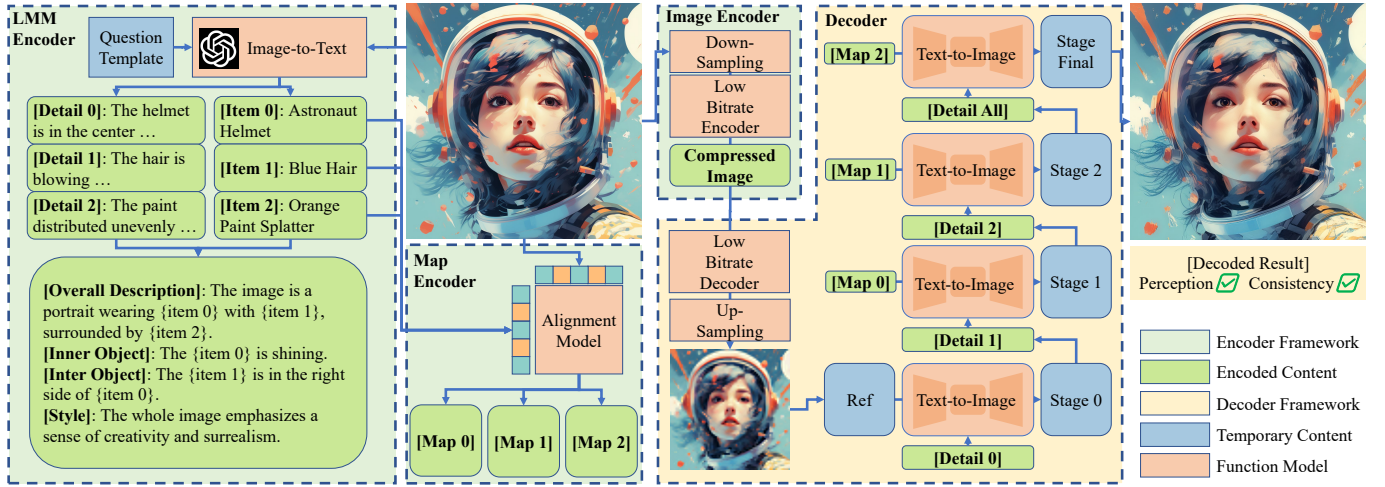 LMM
Encoder
Question
Template
Image-to-Text
[Detail 0]: The helmet
is in the center …
[Item 0]: Astronaut
Helmet
[Detail 1]: The hair is
blowing …
[Item 1]: Blue Hair
[Detail 2]: The paint
distributed unevenly …
[Item 2]: Orange
Paint Splatter
[Overall Description]: The image is a
portrait wearing {item 0} with {item 1},
surrounded by {item 2}.
[Inner Object]: The {item 0} is shining.
[Inter Object]: The {item 1} is in the right
side of {item 0}.
[Style]: The whole image emphasizes a
sense of creativity and surrealism.
Map
Encoder
Alignment
Model
[Map 0]
[Map 1]
[Map 2]
Image Encoder
Down-
Sampling
Low
Bitrate
Encoder
Compressed
Image
Low
Bitrate
Decoder
Up-
Sampling
Decoder
[Map 2]
Text-to-Image
Stage
Final
[Detail All]
[Map 1]
Text-to-Image
Stage 2
[Detail 2]
[Map 0]
Text-to-Image
Stage 1
[Detail 1]
Ref
Text-to-Image
Stage 0
[Detail 0]
[Decoded Result]
Perception
Consistency
Encoder Framework
Encoded Content
Decoder Framework
Temporary Content
Function Model